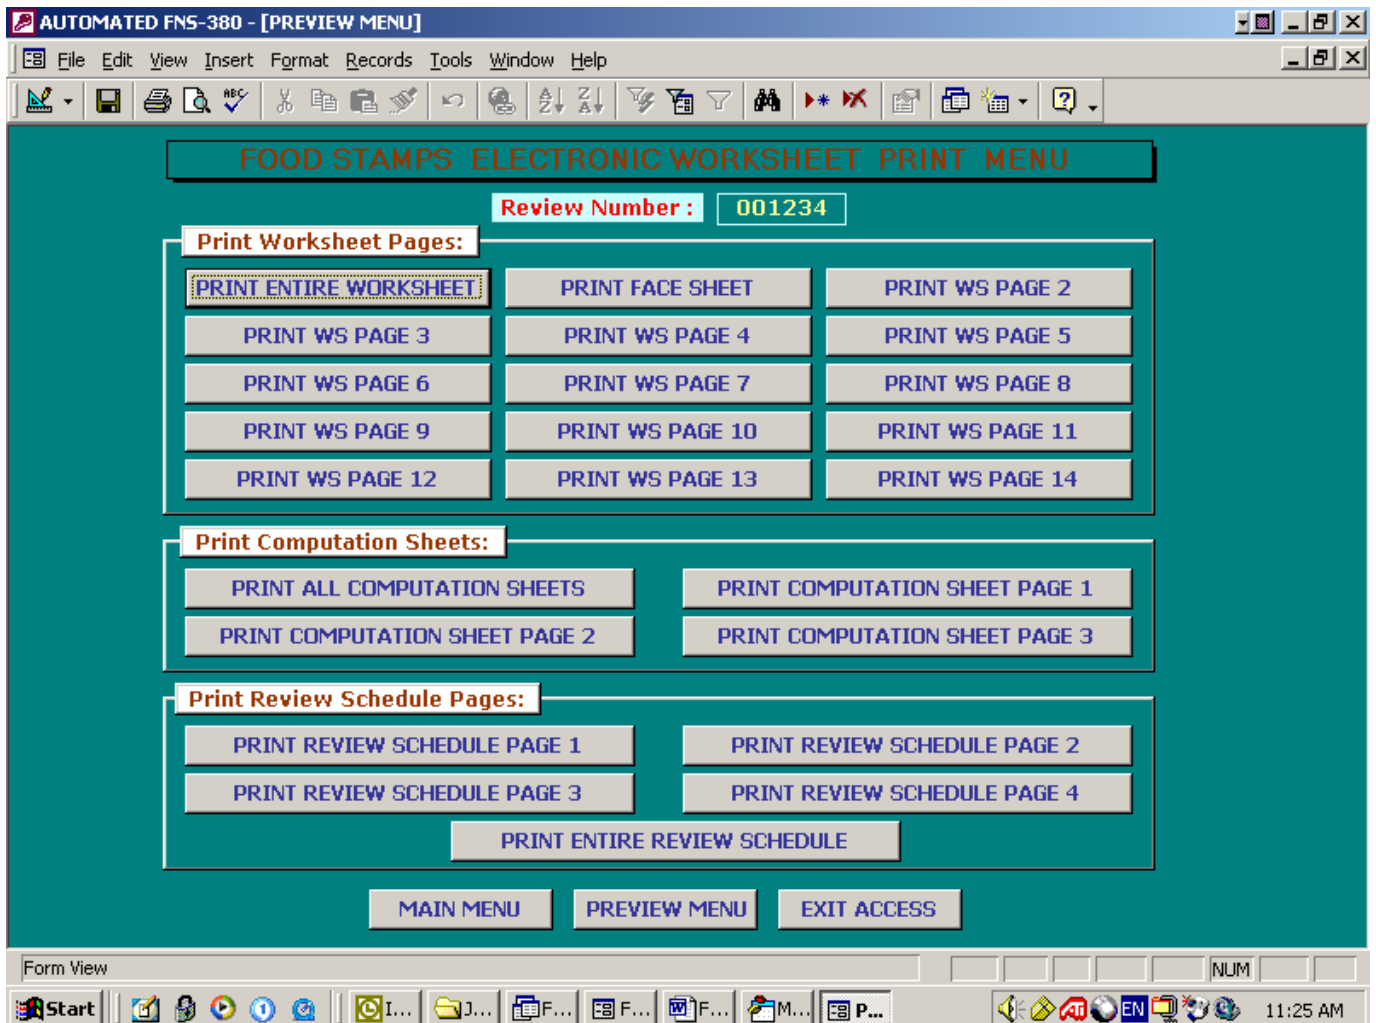 AUTOMATED FNS-380 - [PREVIEW MENU]
File Edit View Insert Format Records Tools Window Help
FOOD STAMPS ELECTRONIC WORKSHEET PRINT MENU
Review Number : 001234
Print Worksheet Pages:
PRINT ENTIRE WORKSHEET PRINT FACE SHEET PRINT WS PAGE 2
PRINT WS PAGE 3 PRINT WS PAGE 4 PRINT WS PAGE 5
PRINT WS PAGE 6 PRINT WS PAGE 7 PRINT WS PAGE 8
PRINT WS PAGE 9 PRINT WS PAGE 10 PRINT WS PAGE 11
PRINT WS PAGE 12 PRINT WS PAGE 13 PRINT WS PAGE 14
Print Computation Sheets:
PRINT ALL COMPUTATION SHEETS PRINT COMPUTATION SHEET PAGE 1
PRINT COMPUTATION SHEET PAGE 2 PRINT COMPUTATION SHEET PAGE 3
Print Review Schedule Pages:
PRINT REVIEW SCHEDULE PAGE 1 PRINT REVIEW SCHEDULE PAGE 2
PRINT REVIEW SCHEDULE PAGE 3 PRINT REVIEW SCHEDULE PAGE 4
PRINT ENTIRE REVIEW SCHEDULE
MAIN MENU PREVIEW MENU EXIT ACCESS
Form View NUM
Start I... J... F... F... F... M... P... EN 11:25 AM